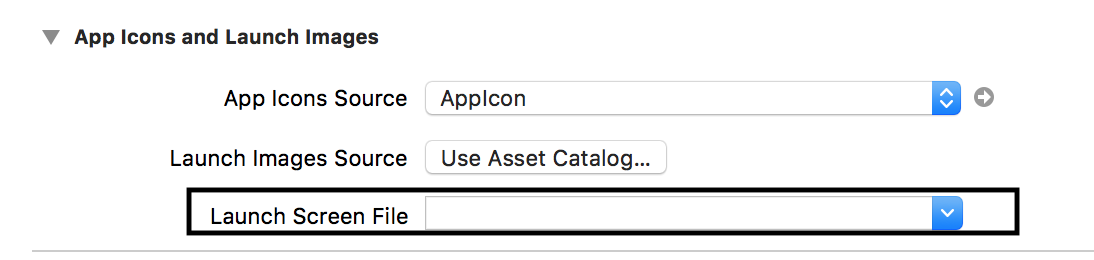 App Icons and Launch Images
App Icons Source AppIcon
Launch Images Source Use Asset Catalog...
Launch Screen File